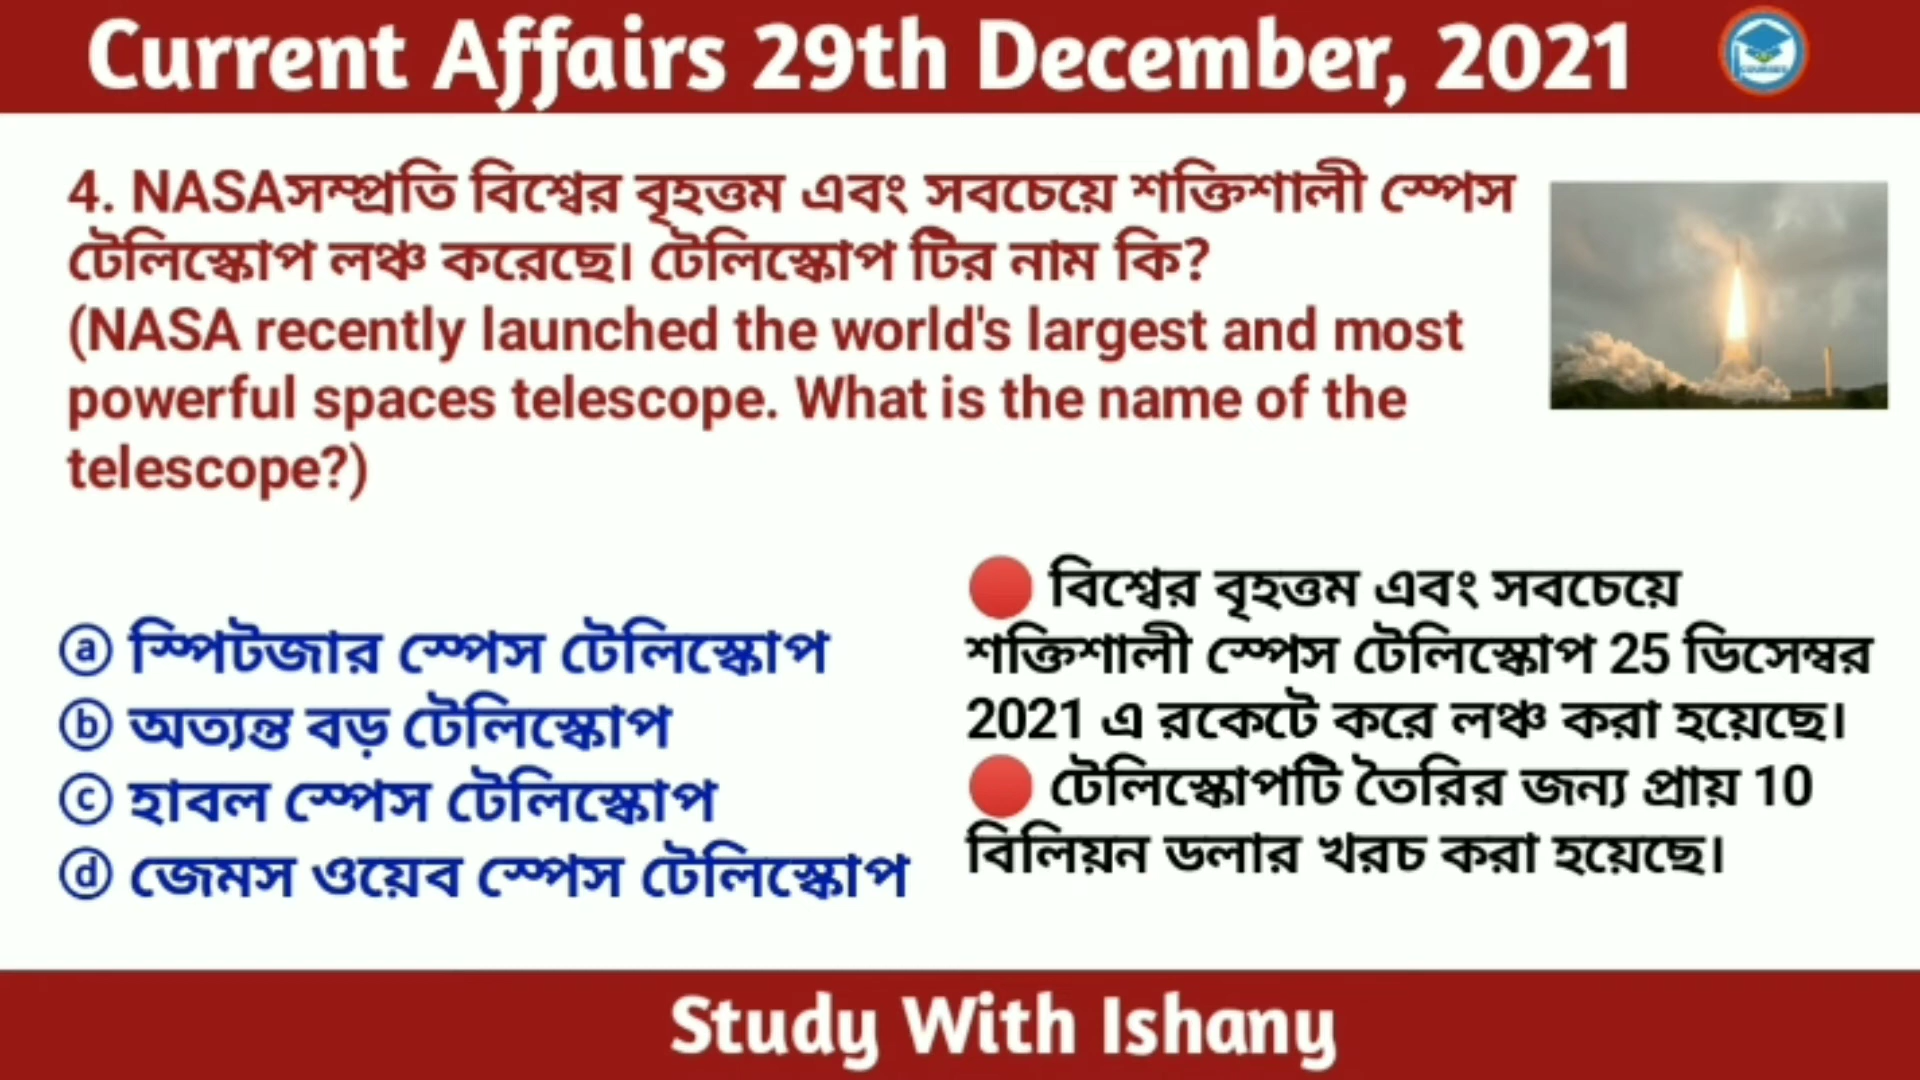 Current Affairs 29th December, 2021
4. NASAসম্প্রতি বিশ্বের বৃহত্তম এবং সবচেয়ে শক্তিশালী স্পেস
টেলিস্কোপ লঞ্চ করেছে। টেলিস্কোপ টির নাম কি?
(NASA recently launched the world's largest and most
powerful spaces telescope. What is the name of the
telescope?)
ⓐ স্পিটজার স্পেস টেলিস্কোপ
ⓑ অত্যন্ত বড় টেলিস্কোপ
ⓒ হাবল স্পেস টেলিস্কোপ
ⓓ জেমস ওয়েব স্পেস টেলিস্কোপ
🔴 বিশ্বের বৃহত্তম এবং সবচেয়ে
শক্তিশালী স্পেস টেলিস্কোপ 25 ডিসেম্বর
2021 এ রকেটে করে লঞ্চ করা হয়েছে।
🔴 টেলিস্কোপটি তৈরির জন্য প্রায় 10
বিলিয়ন ডলার খরচ করা হয়েছে।
Study With Ishany